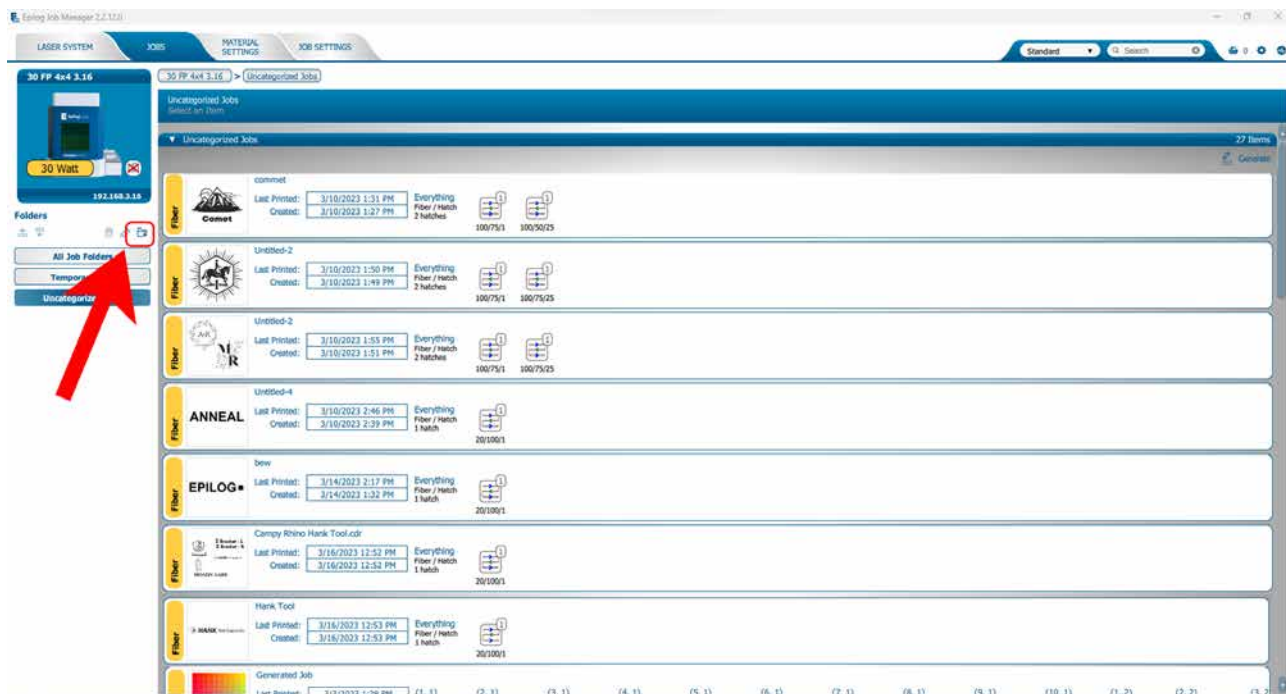 Epilog Job Manager 2.2.12.0
LASER SYSTEM
JOBS
MATERIAL SETTINGS
JOB SETTINGS
Standard
Search
0
30 FP 4x4 3.16
30 FP 4x4 3.16 > Uncategorized Jobs
Uncategorized Jobs
Select an Item
30 Watt
192.168.3.16
Folders
All Job Folders
Uncategorized Jobs
27 Items
Generate
commet
Fiber
Comet
Last Printed: 3/10/2023 1:31 PM
Created: 3/10/2023 1:27 PM
Everything
Fiber / Hatch
2 hatches
1
100/75/1
1
100/50/25
Untitled-2
Fiber
Last Printed: 3/10/2023 1:50 PM
Created: 3/10/2023 1:49 PM
Everything
Fiber / Hatch
2 hatches
1
100/75/1
1
100/75/25
Untitled-2
Fiber
M
R
Last Printed: 3/10/2023 1:55 PM
Created: 3/10/2023 1:51 PM
Everything
Fiber / Hatch
2 hatches
1
100/75/1
1
100/75/25
Untitled-4
Fiber
ANNEAL
Last Printed: 3/10/2023 2:46 PM
Created: 3/10/2023 2:39 PM
Everything
Fiber / Hatch
1 hatch
1
20/100/1
bew
Fiber
EPILOG
Last Printed: 3/14/2023 2:17 PM
Created: 3/14/2023 1:32 PM
Everything
Fiber / Hatch
1 hatch
1
20/100/1
Campy Rhino Hank Tool.cdr
Fiber
Last Printed: 3/16/2023 12:52 PM
Created: 3/16/2023 12:52 PM
Everything
Fiber / Hatch
1 hatch
1
20/100/1
Hank Tool
Fiber
HANK
Last Printed: 3/16/2023 12:53 PM
Created: 3/16/2023 12:53 PM
Everything
Fiber / Hatch
1 hatch
1
20/100/1
Generated Job